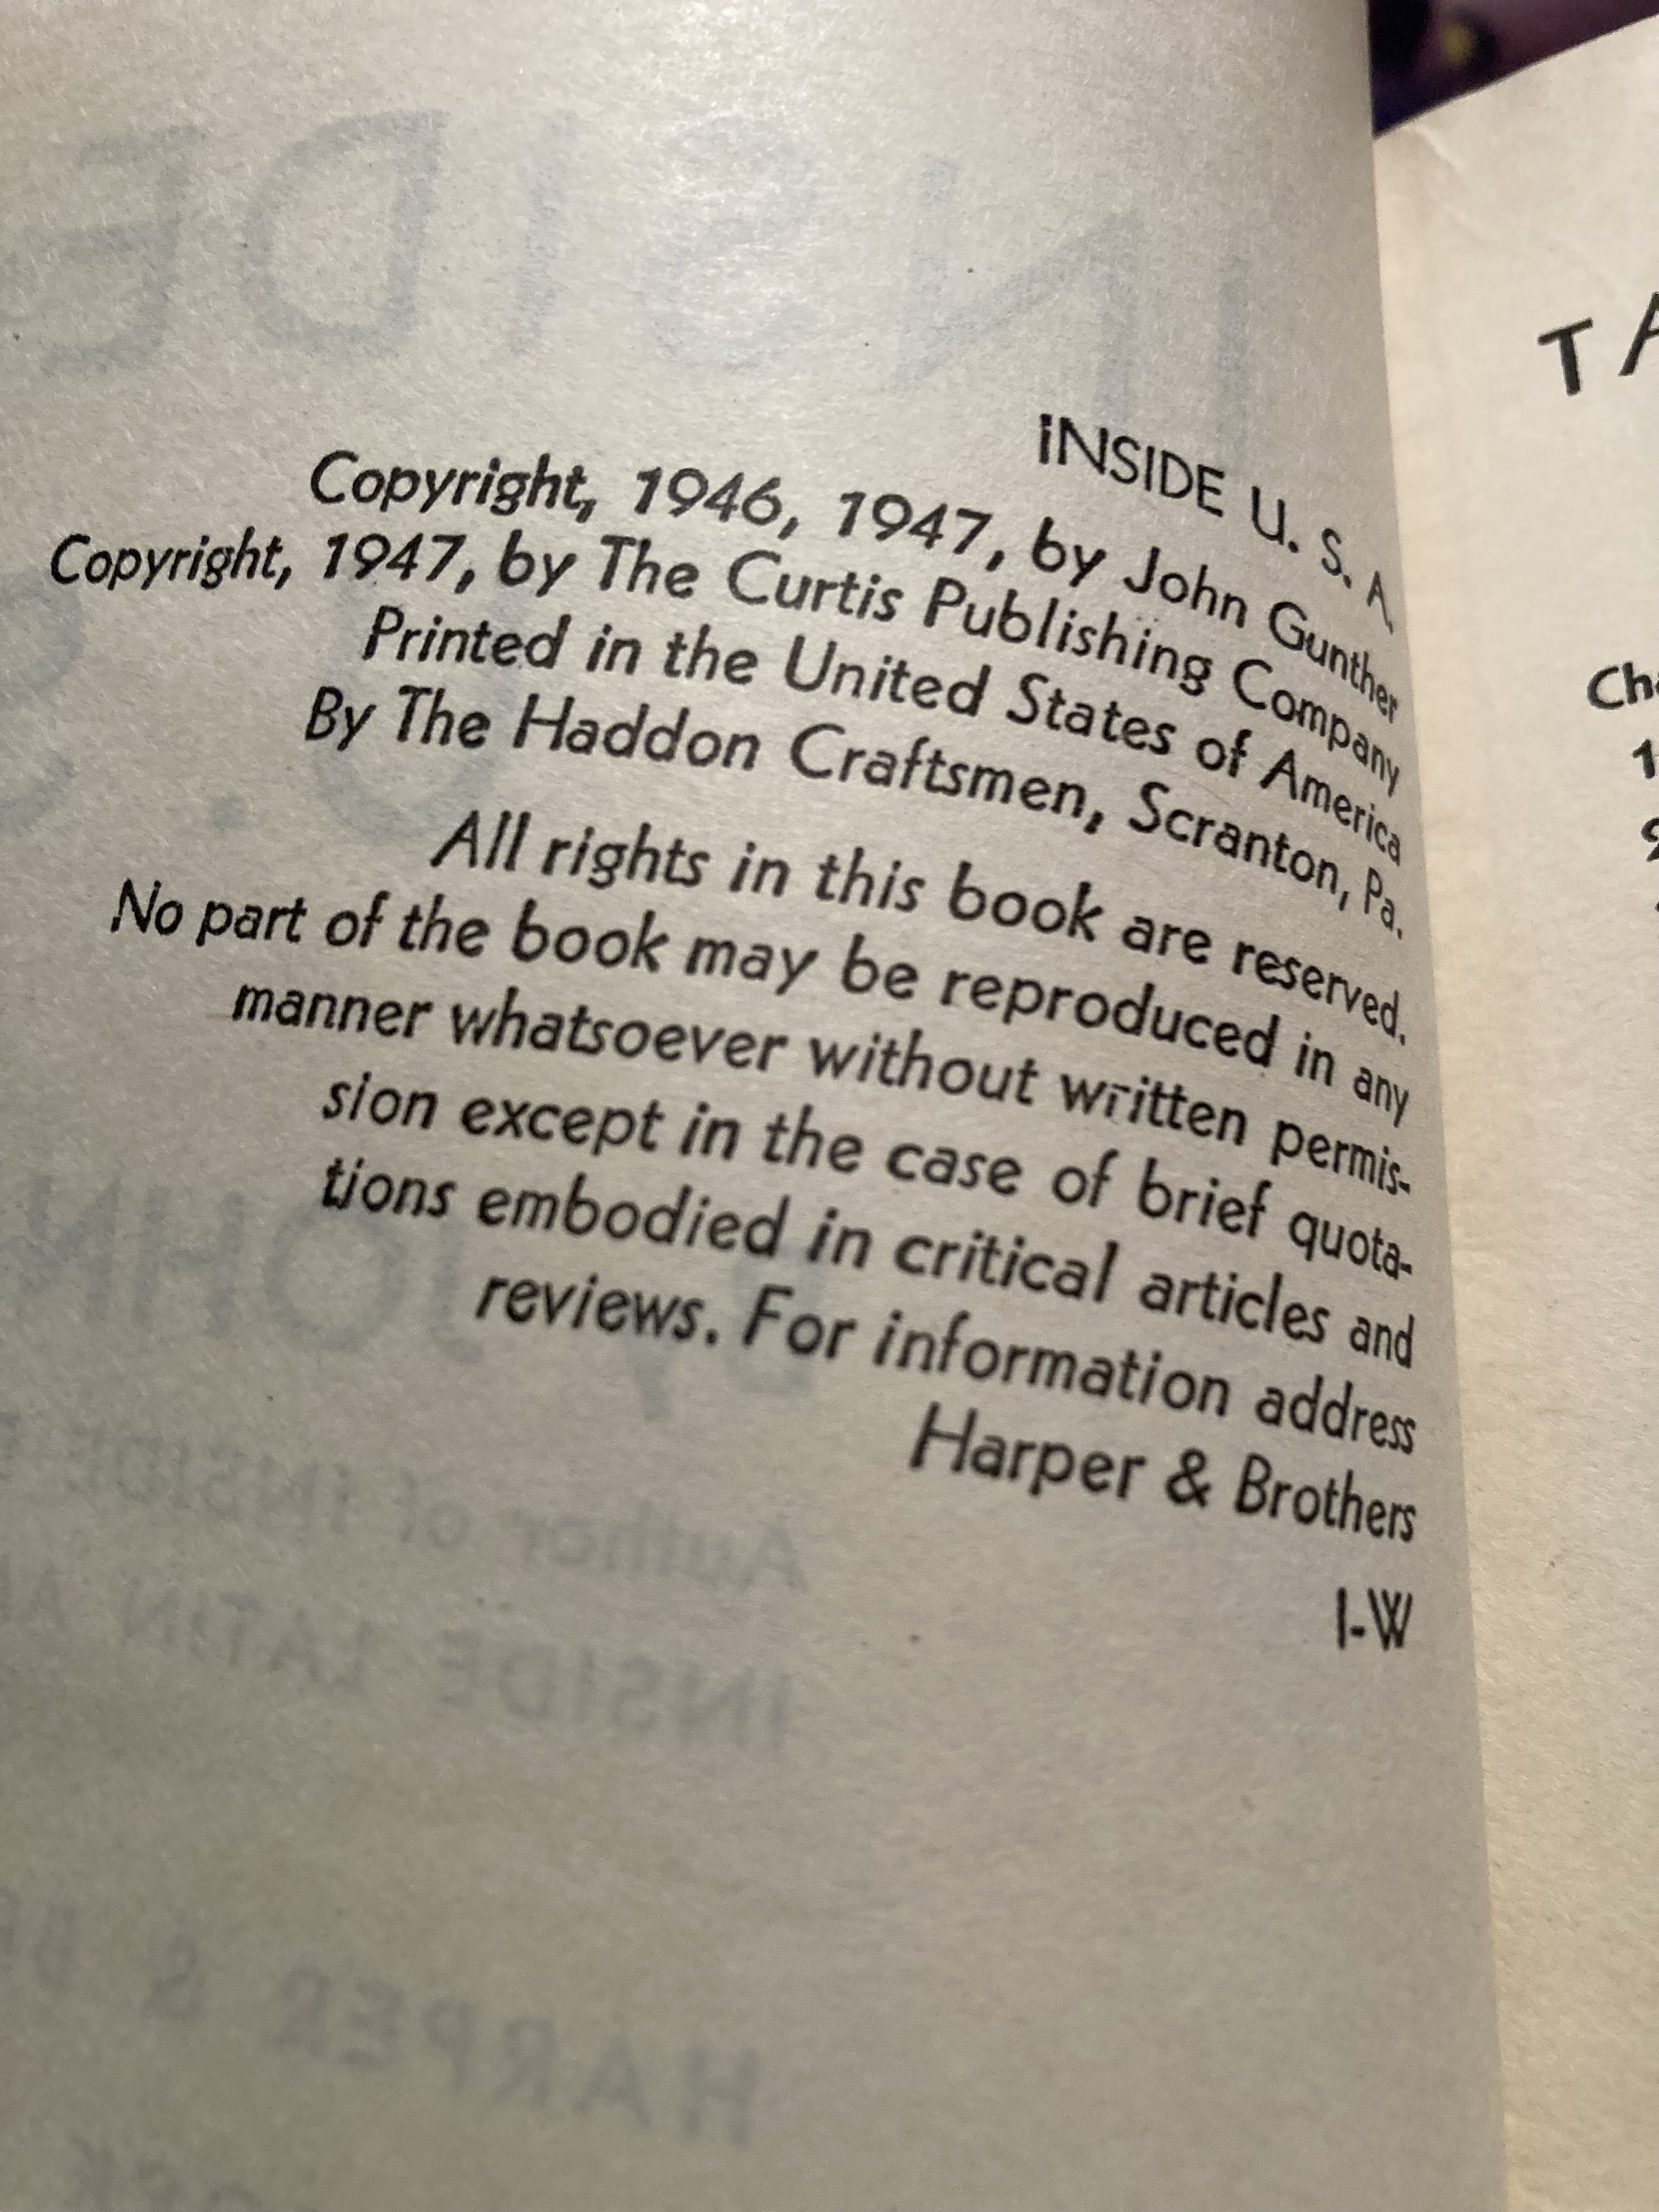 INSIDE U. S. A.
Copyright, 1946, 1947, by John Gunther
Copyright, 1947, by The Curtis Publishing Company
Printed in the United States of America
By The Haddon Craftsmen, Scranton, Pa.
All rights in this book are reserved.
No part of the book may be reproduced in any
manner whatsoever without written permis-
sion except in the case of brief quota-
tions embodied in critical articles and
reviews. For information address
Harper & Brothers
I-W